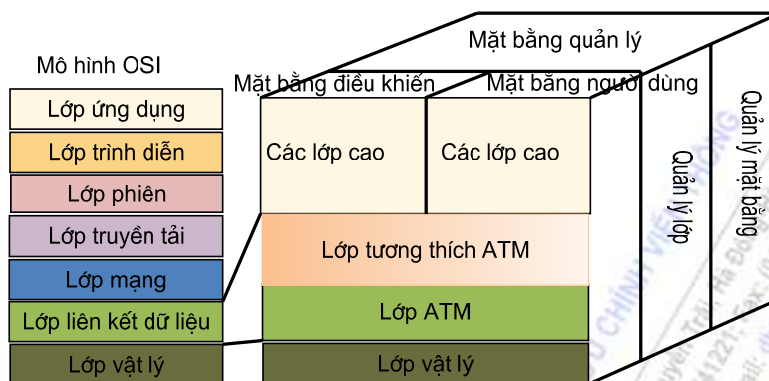 Mặt bằng quản lý
Mô hình OSI
Mặt bằng điều khiến
Mặt băng người dùng
Lớp ứng dụng
Lớp trình diễn
Lớp phiên
Lớp truyền tải
Lớp mạng
Lớp liên kết dữ liệu
Lớp vật lý
Các lớp cao
Các lớp cao
Lớp tương thích ATM
Lớp ATM
Lớp vật lý
Quản lý lớp
Quản lý mặt bằng